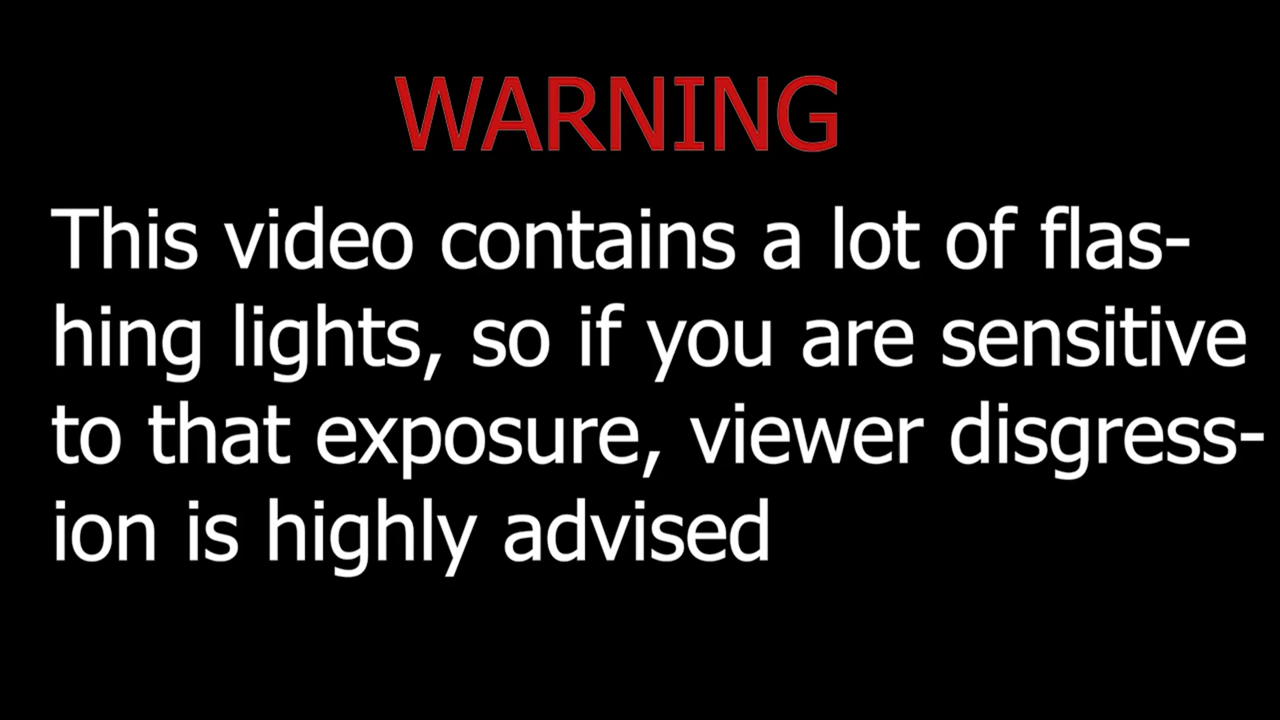 WARNING
This video contains a lot of flas-
hing lights, so if you are sensitive
to that exposure, viewer disgress-
ion is highly advised